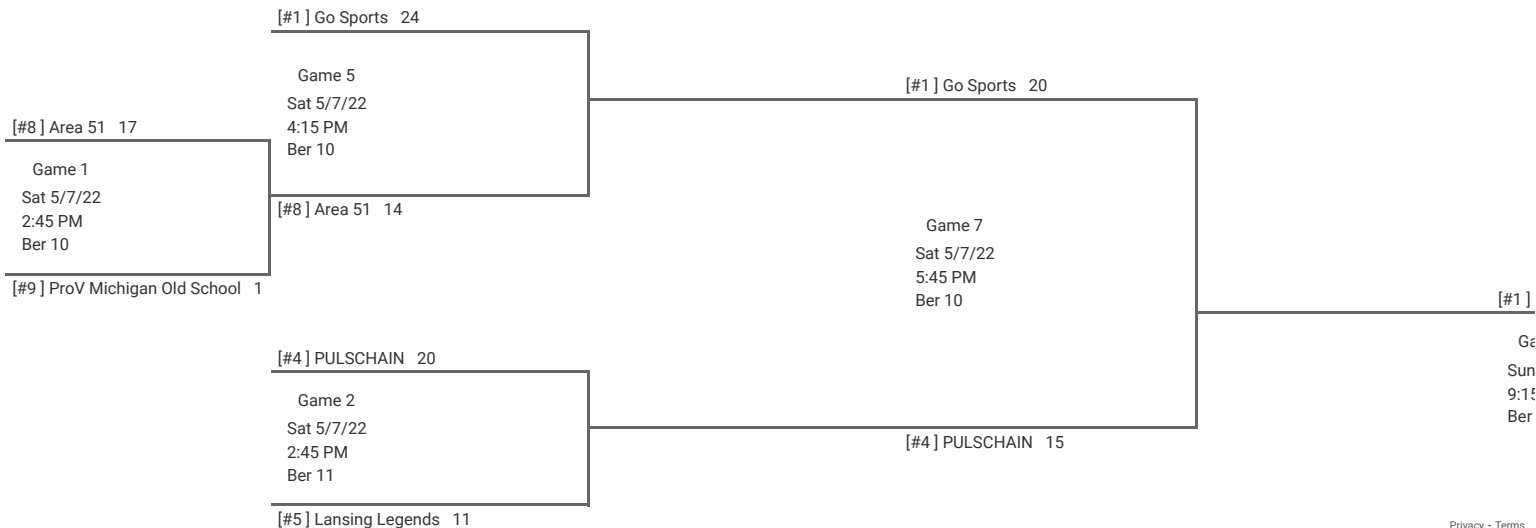 [#1 ] Go Sports 24
Game 5
Sat 5/7/22
4:15 PM
Ber 10
[#8 ] Area 51 14
[#8 ] Area 51 17
Game 1
Sat 5/7/22
2:45 PM
Ber 10
[#9 ] ProV Michigan Old School 1
[#4 ] PULSCHAIN 20
Game 2
Sat 5/7/22
2:45 PM
Ber 11
[#5 ] Lansing Legends 11
[#1 ] Go Sports 20
Game 7
Sat 5/7/22
5:45 PM
Ber 10
[#4 ] PULSCHAIN 15
[#1 ]
Ga
Sun
9:15
Ber
Privacy - Terms